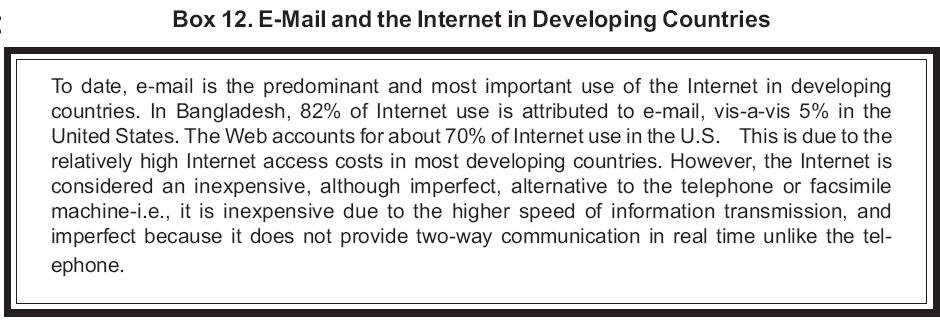 Box 12. E-Mail and the Internet in Developing Countries
To date, e-mail is the predominant and most important use of the Internet in developing
countries. In Bangladesh, 82% of Internet use is attributed to e-mail, vis-a-vis 5% in the
United States. The Web accounts for about 70% of Internet use in the U.S. This is due to the
relatively high Internet access costs in most developing countries. However, the Internet is
considered an inexpensive, although imperfect, alternative to the telephone or facsimile
machine-i.e., it is inexpensive due to the higher speed of information transmission, and
imperfect because it does not provide two-way communication in real time unlike the tel-
ephone.